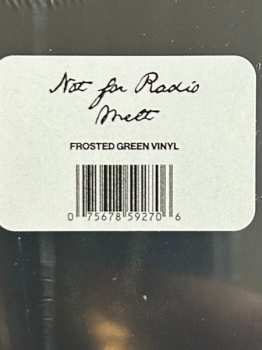 Not for Radio
Melt
FROSTED GREEN VINYL
0 75678 59270 6